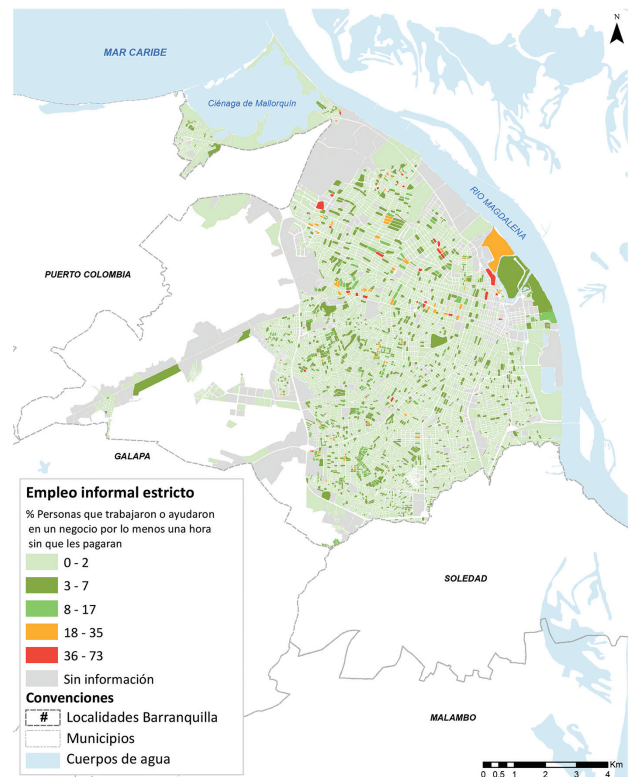 N
MAR CARIBE
Ciénaga de Mallorquín
RIO MAGDALENA
PUERTO COLOMBIA
GALAPA
SOLEDAD
MALAMBO
Empleo informal estricto
% Personas que trabajaron o ayudaron
en un negocio por lo menos una hora
sin que les pagaran
0 - 2
3 - 7
8 - 17
18 - 35
36 - 73
Sin información
Convenciones
# Localidades Barranquilla
Municipios
Cuerpos de agua
Km
0 0.5 1 2 3 4